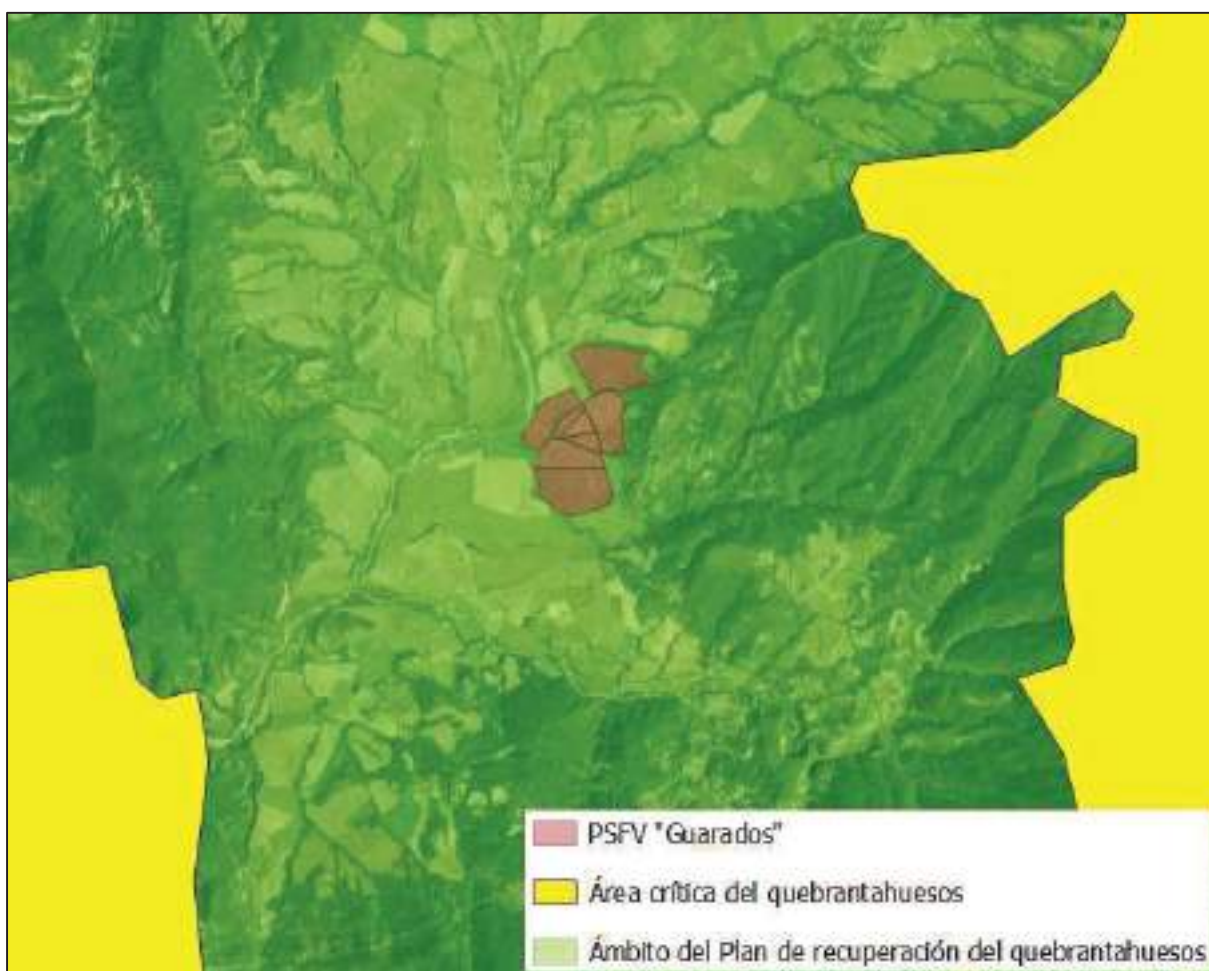 PSFV "Guarados"
Área crítica del quebrantahuesos
Ámbito del Plan de recuperación del quebrantahuesos